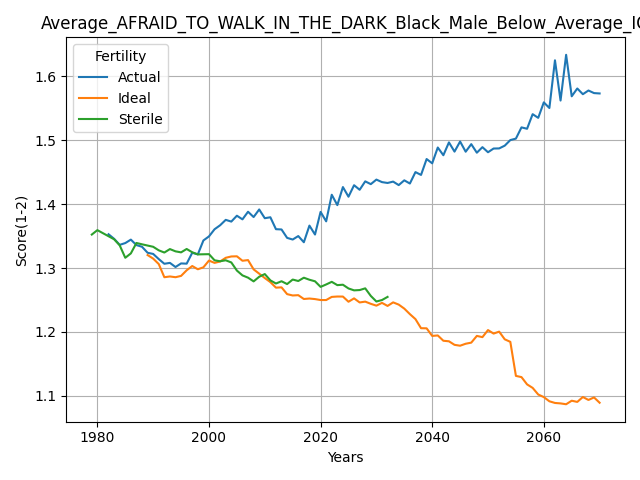 Average_AFRAID_TO_WALK_IN_THE_DARK_Black_Male_Below_Average_IQ
Fertility
Actual
Ideal
Sterile
1.6
1.5
1.4
1.3
1.2
1.1
Score(1-2)
1980
2000
2020
2040
2060
Years